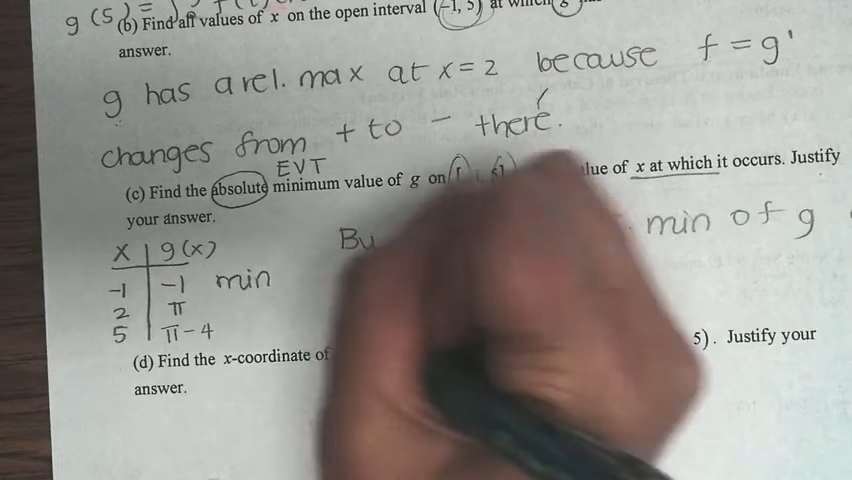 g (5) =
(b) Find all values of x on the open interval (−1, 5) at which g
answer.
g has a rel. max at x = 2 because f = g'
changes from + to − there.
EVT
(c) Find the absolute minimum value of g on [ value of x at which it occurs. Justify
your answer.
x | g(x)
-1 | -1 min
2 | π
5 | π - 4
By min of g
(d) Find the x-coordinate of 5). Justify your
answer.